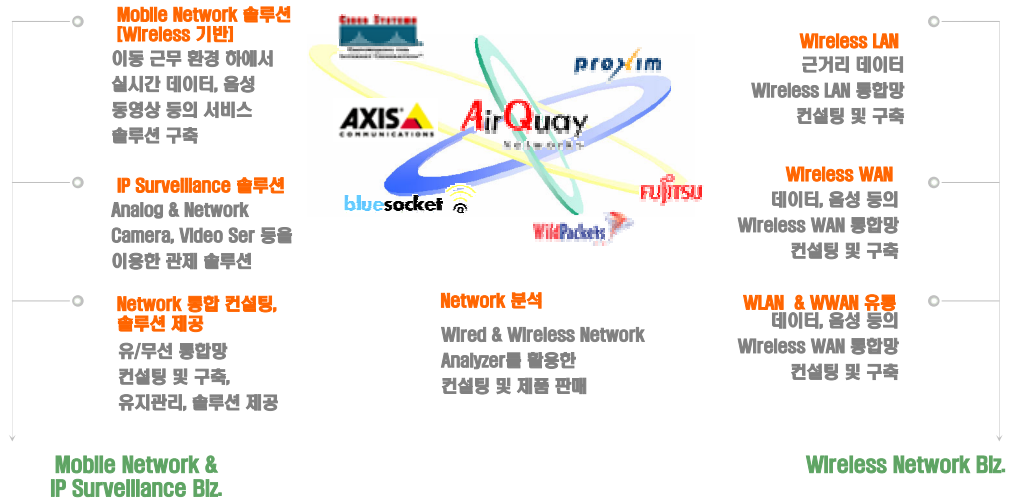 Mobile Network 솔루션
[Wireless 기반]
이동 근무 환경 하에서
실시간 데이터, 음성
동영상 등의 서비스
솔루션 구축
IP Surveillance 솔루션
Analog & Network
Camera, Video Ser 등을
이용한 관제 솔루션
Network 통합 컨설팅,
솔루션 제공
유/무선 통합망
컨설팅 및 구축,
유지관리, 솔루션 제공
Mobile Network &
IP Surveillance Biz.
CISCO SYSTEMS
proxim
AXIS
COMMUNICATIONS
AirQuay
Networks
bluesocket
FUJITSU
WildPackets
Network 분석
Wired & Wireless Network
Analyzer를 활용한
컨설팅 및 제품 판매
Wireless LAN
근거리 데이터
Wireless LAN 통합망
컨설팅 및 구축
Wireless WAN
데이터, 음성 등의
Wireless WAN 통합망
컨설팅 및 구축
WLAN & WWAN 유통
데이터, 음성 등의
Wireless WAN 통합망
컨설팅 및 구축
Wireless Network Biz.